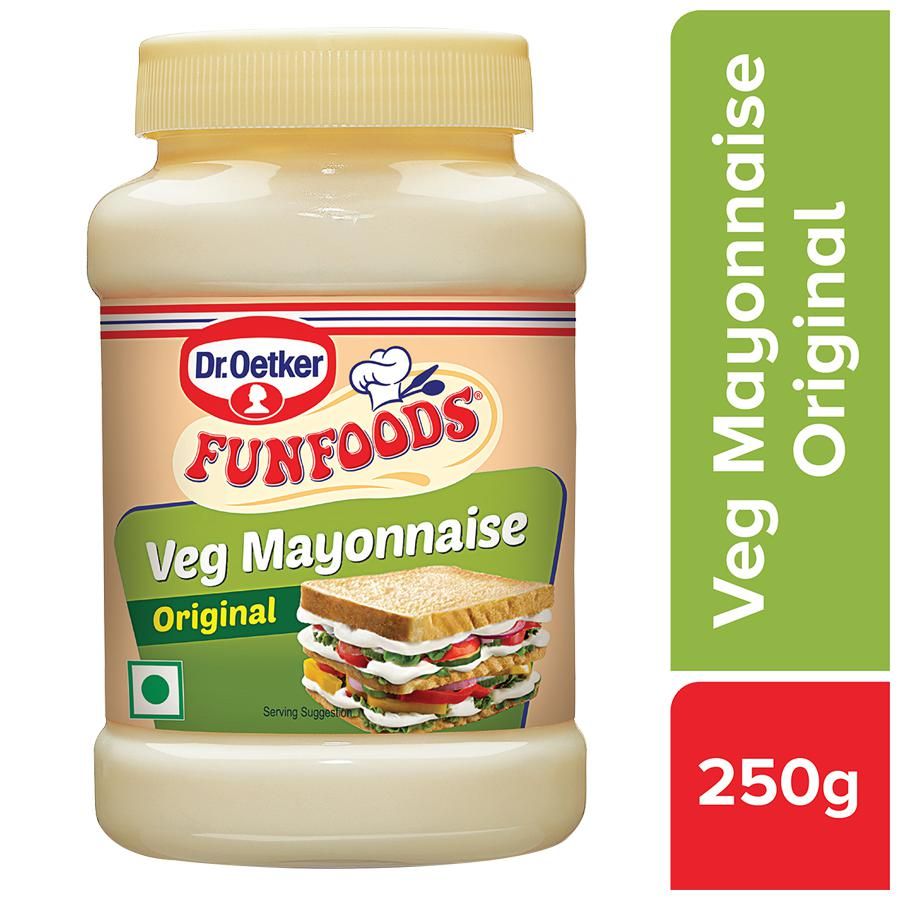 Dr.Oetker
FUNFOODS®
Veg Mayonnaise
Original
Serving Suggestion
Veg Mayonnaise
Original
250g